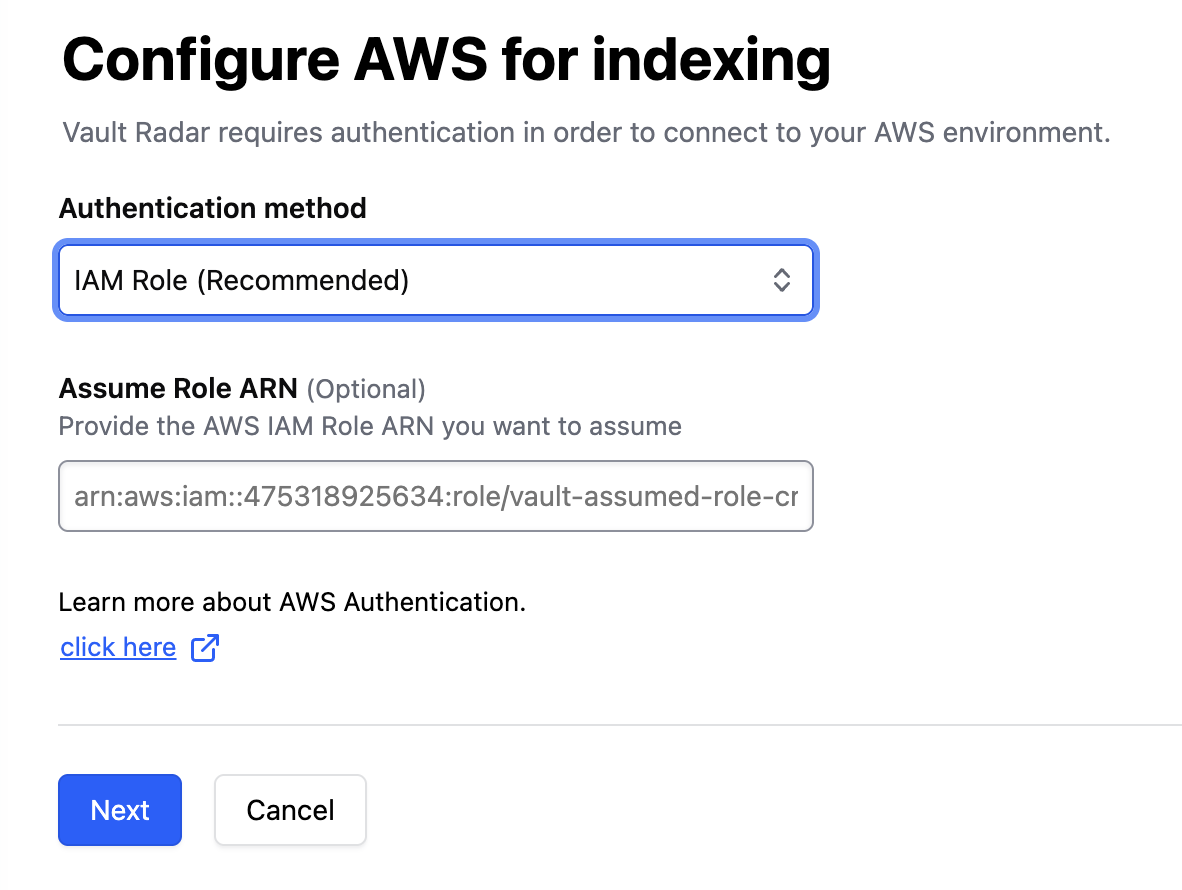 Configure AWS for indexing
Vault Radar requires authentication in order to connect to your AWS environment.
Authentication method
IAM Role (Recommended)
Assume Role ARN (Optional)
Provide the AWS IAM Role ARN you want to assume
arn:aws:iam::475318925634:role/vault-assumed-role-cr
Learn more about AWS Authentication.
click here
Next Cancel